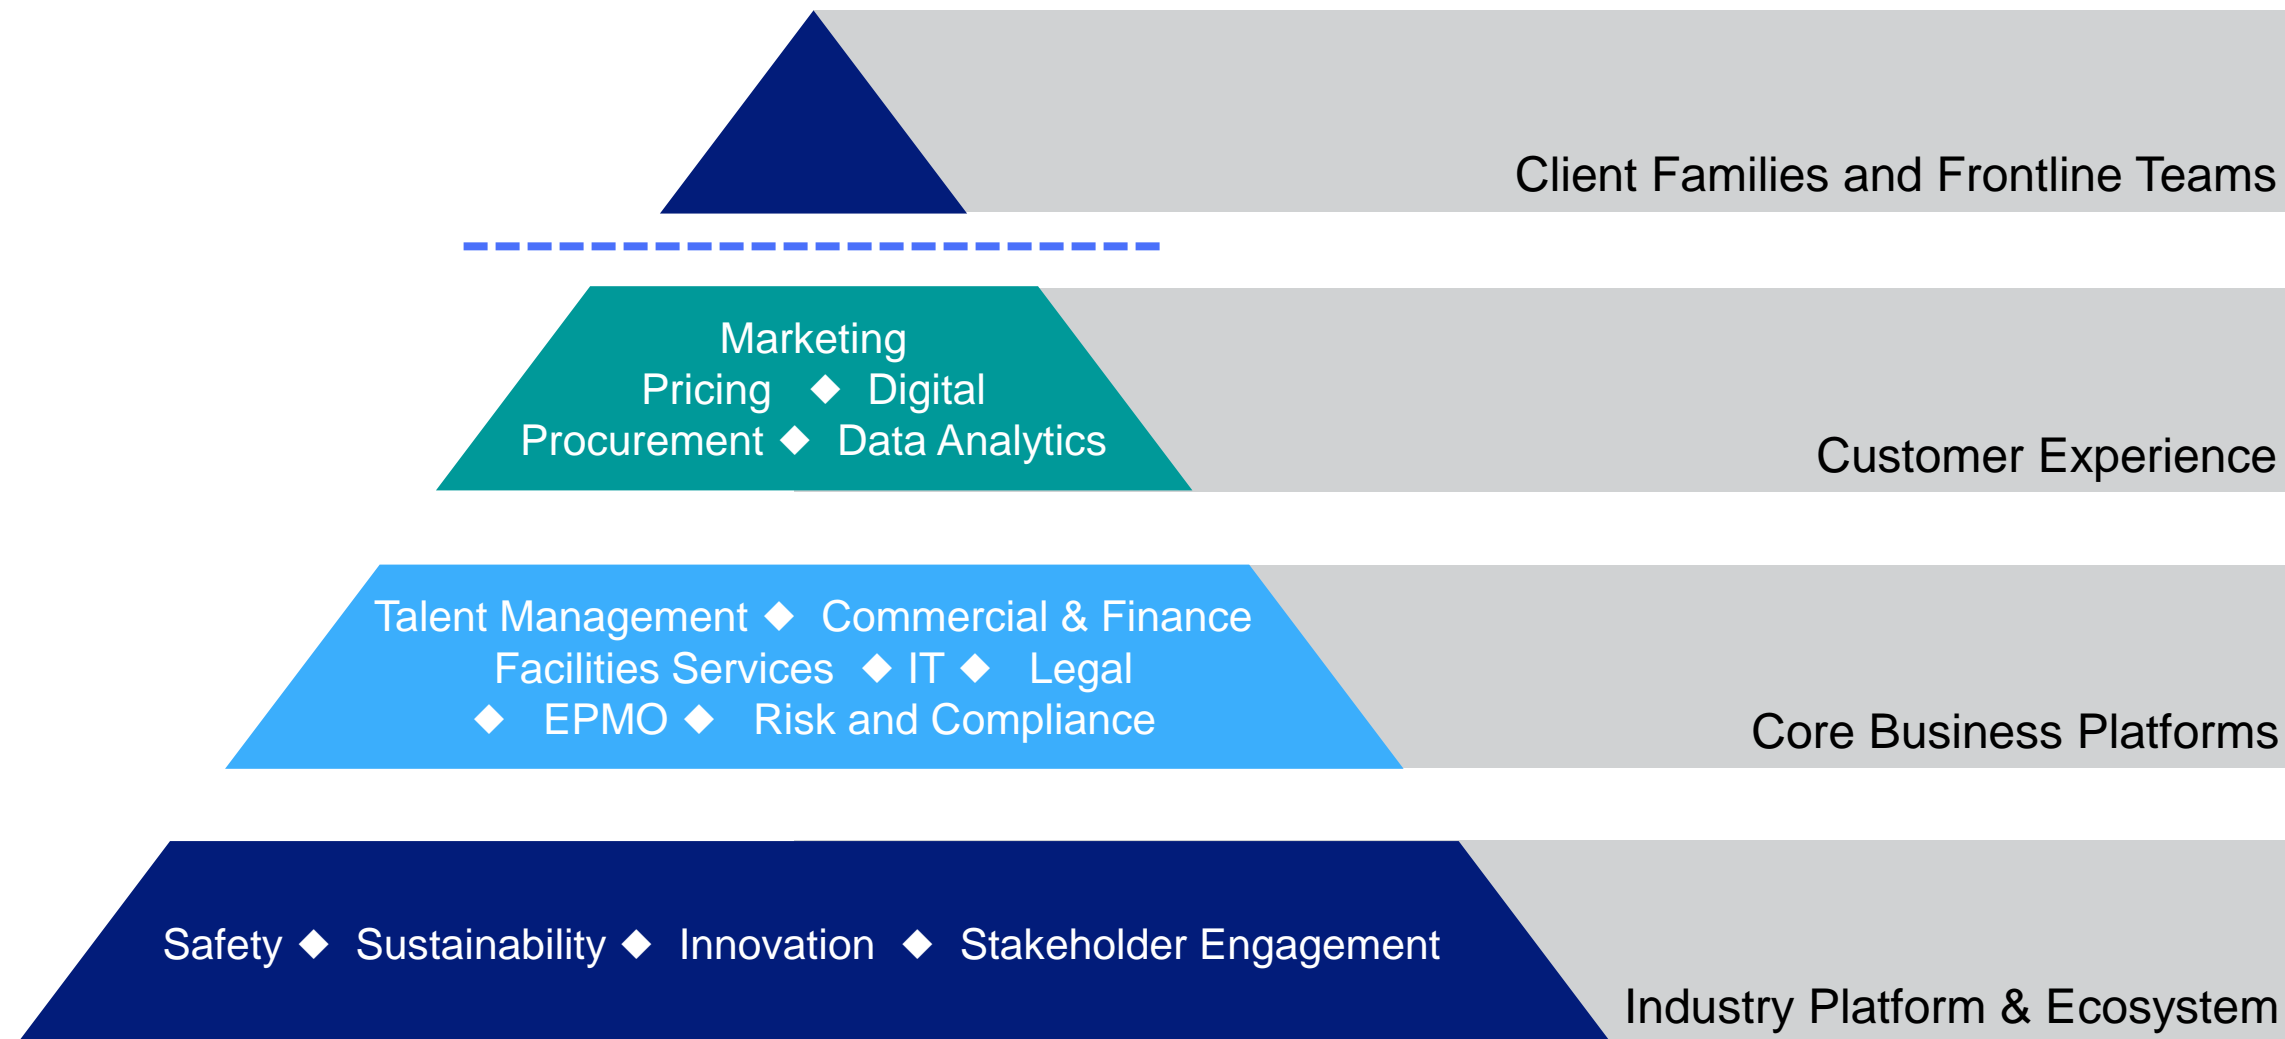 Client Families and Frontline Teams
Marketing
Pricing ◆ Digital
Procurement ◆ Data Analytics
Customer Experience
Talent Management ◆ Commercial & Finance
Facilities Services ◆ IT ◆ Legal
◆ EPMO ◆ Risk and Compliance
Core Business Platforms
Safety ◆ Sustainability ◆ Innovation ◆ Stakeholder Engagement
Industry Platform & Ecosystem